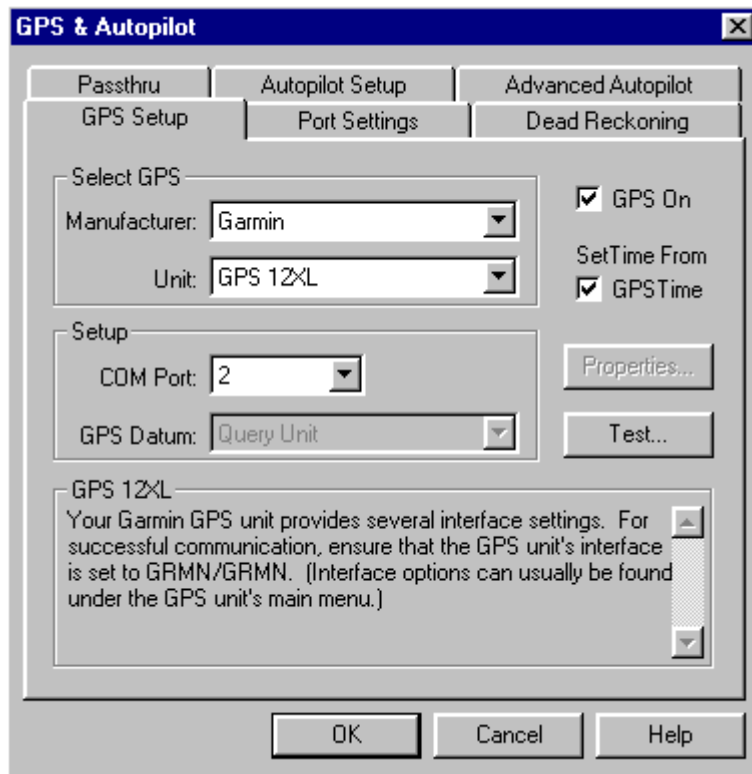 GPS & Autopilot
Passthru
Autopilot Setup
Advanced Autopilot
GPS Setup
Port Settings
Dead Reckoning
Select GPS
Manufacturer: Garmin
Unit: GPS 12XL
GPS On
SetTime From
GPSTime
Setup
COM Port: 2
GPS Datum: Query Unit
Properties...
Test...
GPS 12XL
Your Garmin GPS unit provides several interface settings. For
successful communication, ensure that the GPS unit's interface
is set to GRMN/GRMN. (Interface options can usually be found
under the GPS unit's main menu.)
OK
Cancel
Help